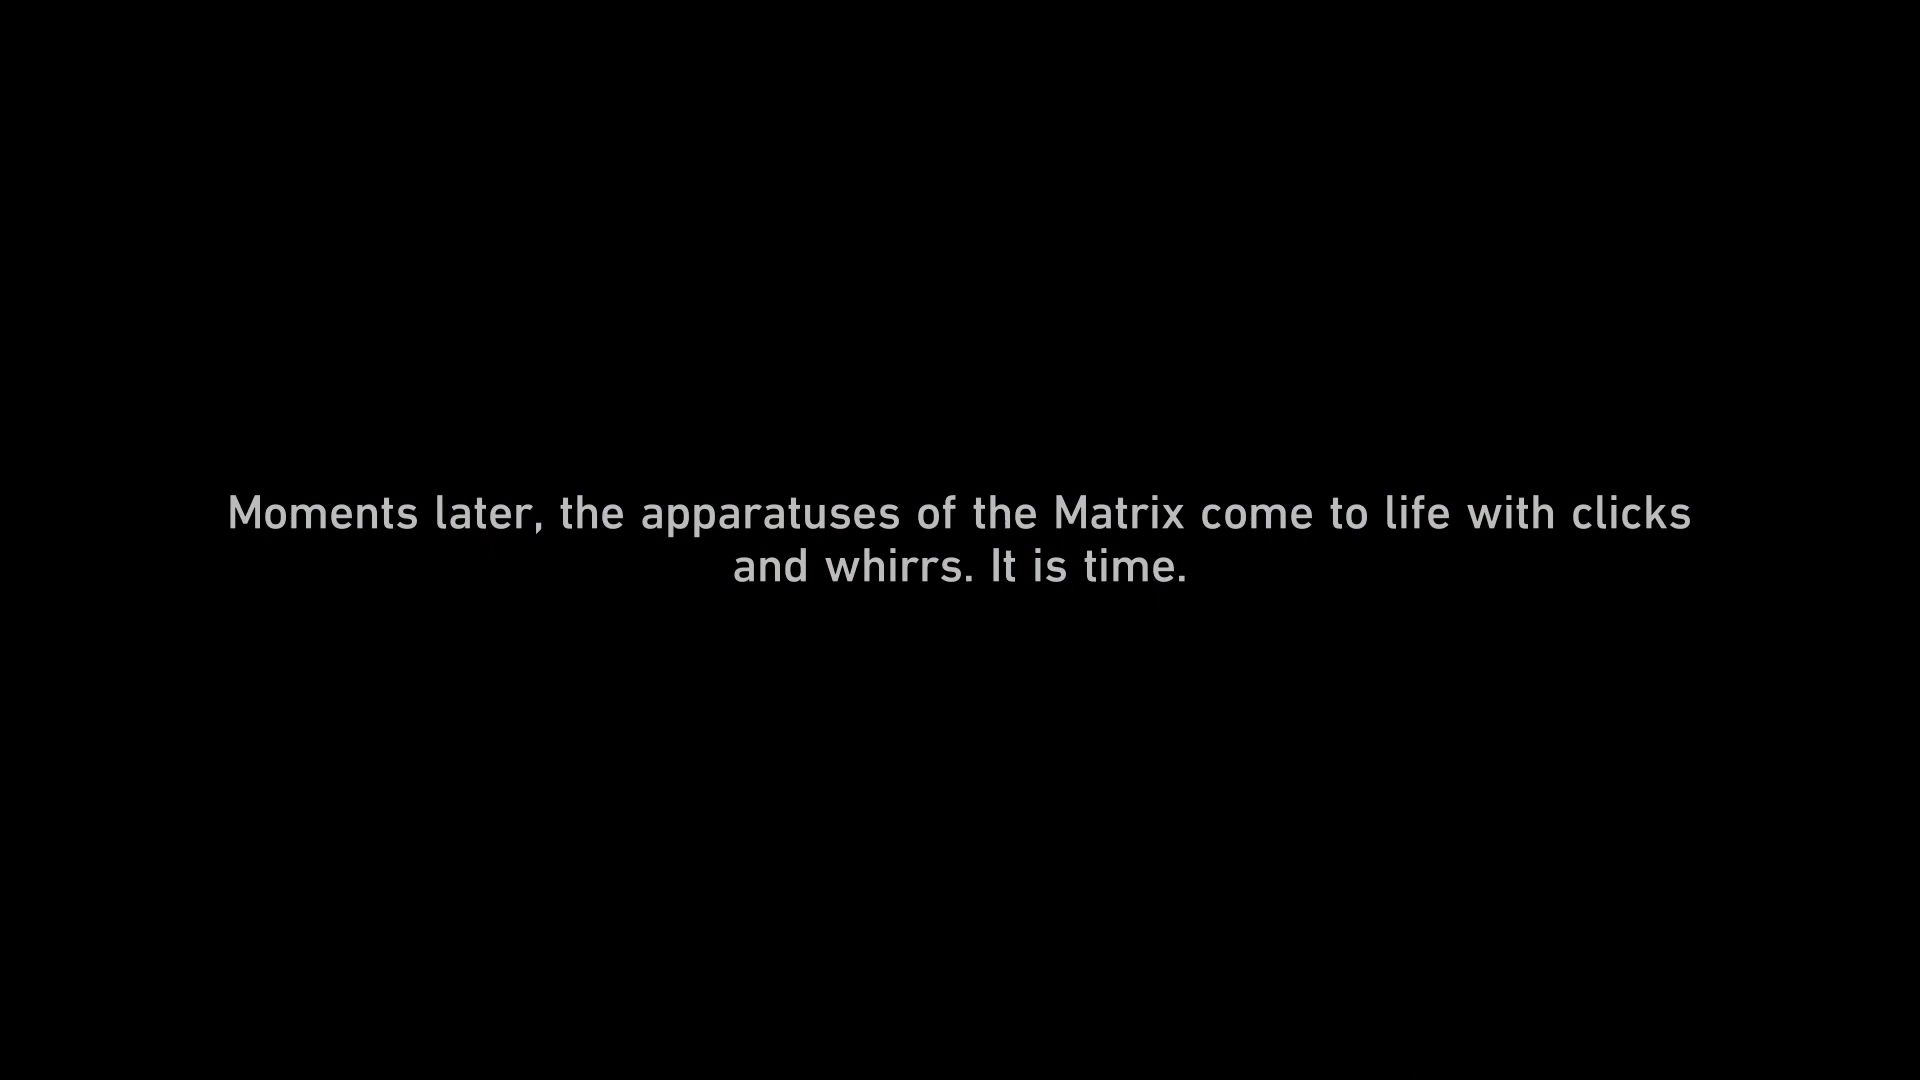 Moments later, the apparatuses of the Matrix come to life with clicks
and whirrs. It is time.